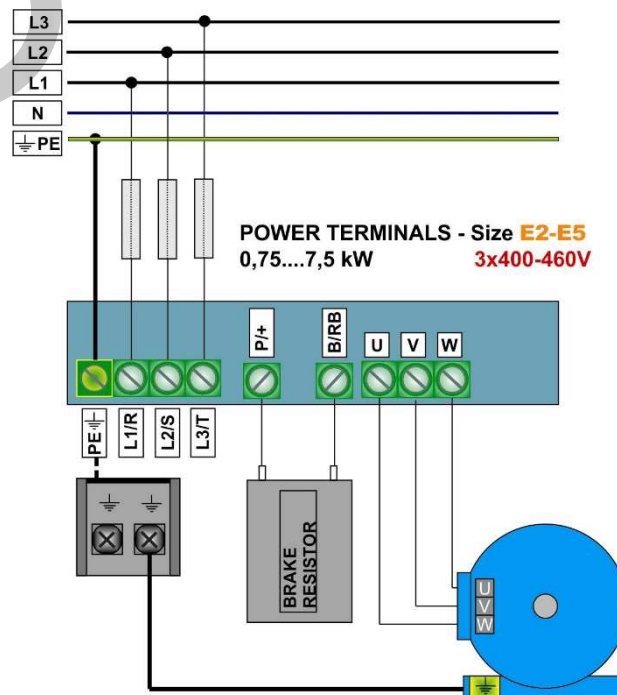 L3
L2
L1
N
PE
POWER TERMINALS - Size E2-E5
0,75....7,5 kW 3x400-460V
P/+
B/RB
U
V
W
PE
L1/R
L2/S
L3/T
BRAKE
RESISTOR
U
V
W